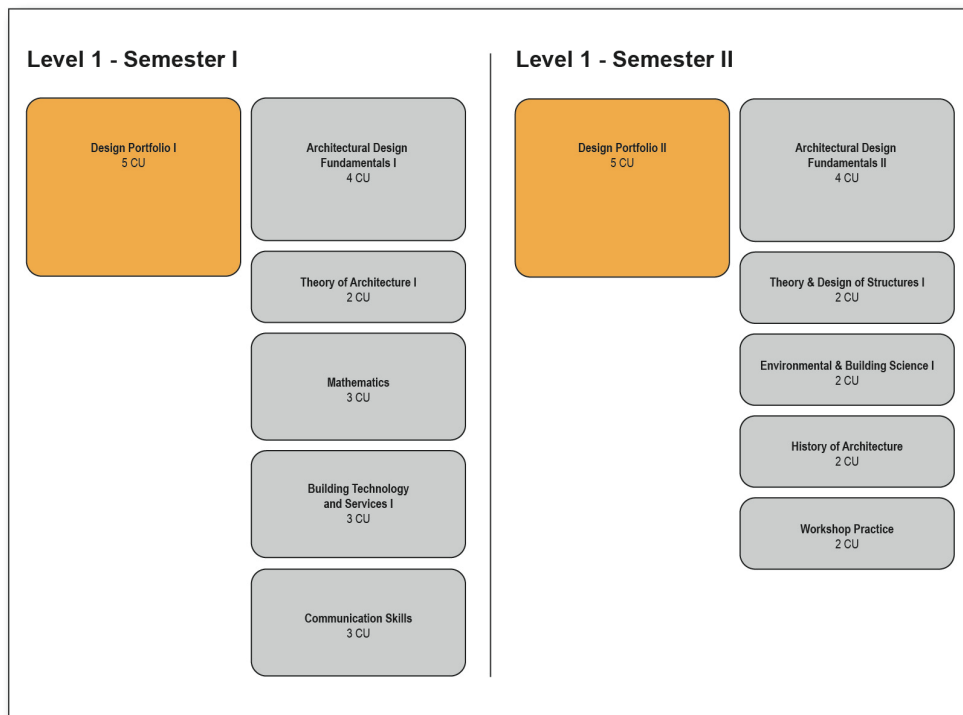 Level 1 - Semester I
Design Portfolio I
5 CU
Architectural Design
Fundamentals I
4 CU
Theory of Architecture I
2 CU
Mathematics
3 CU
Building Technology
and Services I
3 CU
Communication Skills
3 CU
Level 1 - Semester II
Design Portfolio II
5 CU
Architectural Design
Fundamentals II
4 CU
Theory & Design of Structures I
2 CU
Environmental & Building Science I
2 CU
History of Architecture
2 CU
Workshop Practice
2 CU